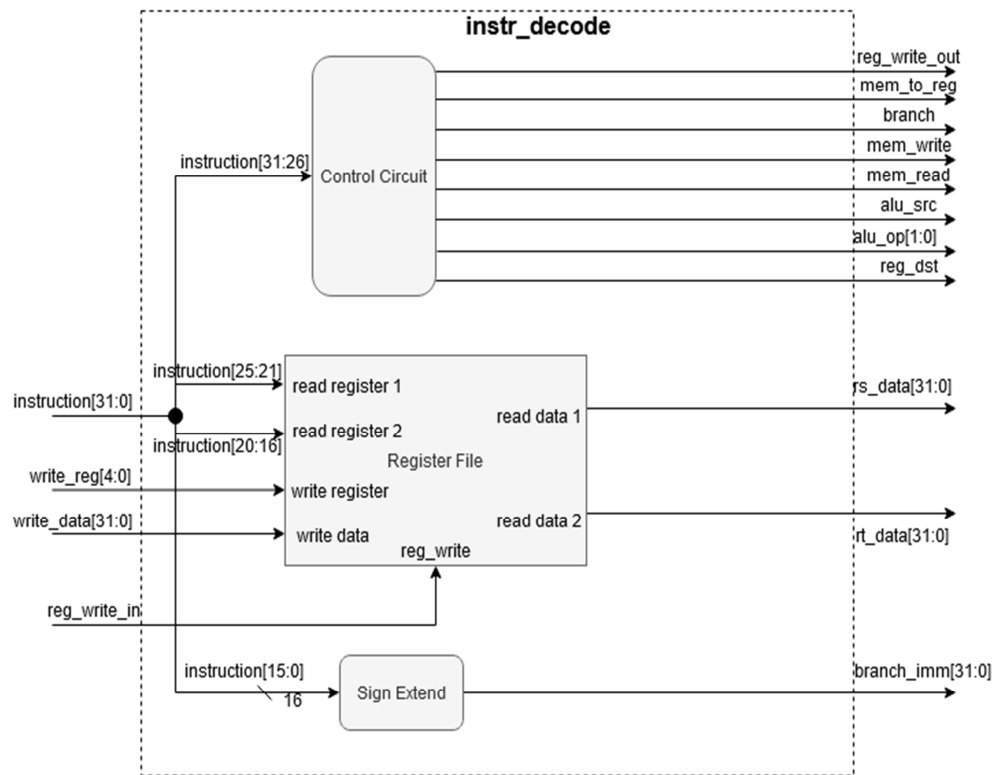 instr_decode
reg_write_out
mem_to_reg
branch
mem_write
mem_read
alu_src
alu_op[1:0]
reg_dst
instruction[31:26]
Control Circuit
instruction[25:21]
read register 1
instruction[31:0]
rs_data[31:0]
read data 1
read register 2
instruction[20:16]
Register File
write_reg[4:0]
write register
write_data[31:0]
write data
read data 2
rt_data[31:0]
reg_write
reg_write_in
instruction[15:0]
16
Sign Extend
branch_imm[31:0]